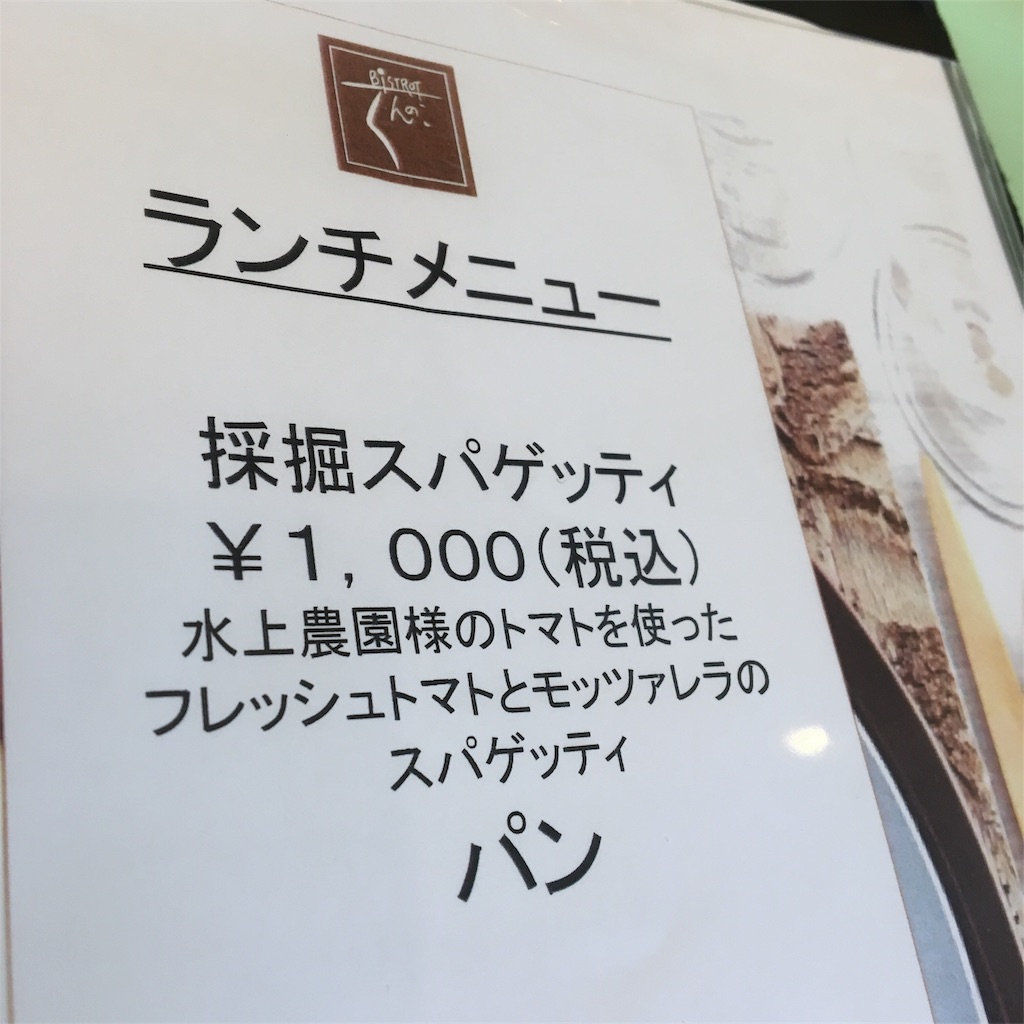 BiSTROT
くんの.
ランチメニュー
採掘スパゲッティ
￥1，000（税込）
水上農園様のトマトを使った
フレッシュトマトとモッツァレラの
スパゲッティ
パン